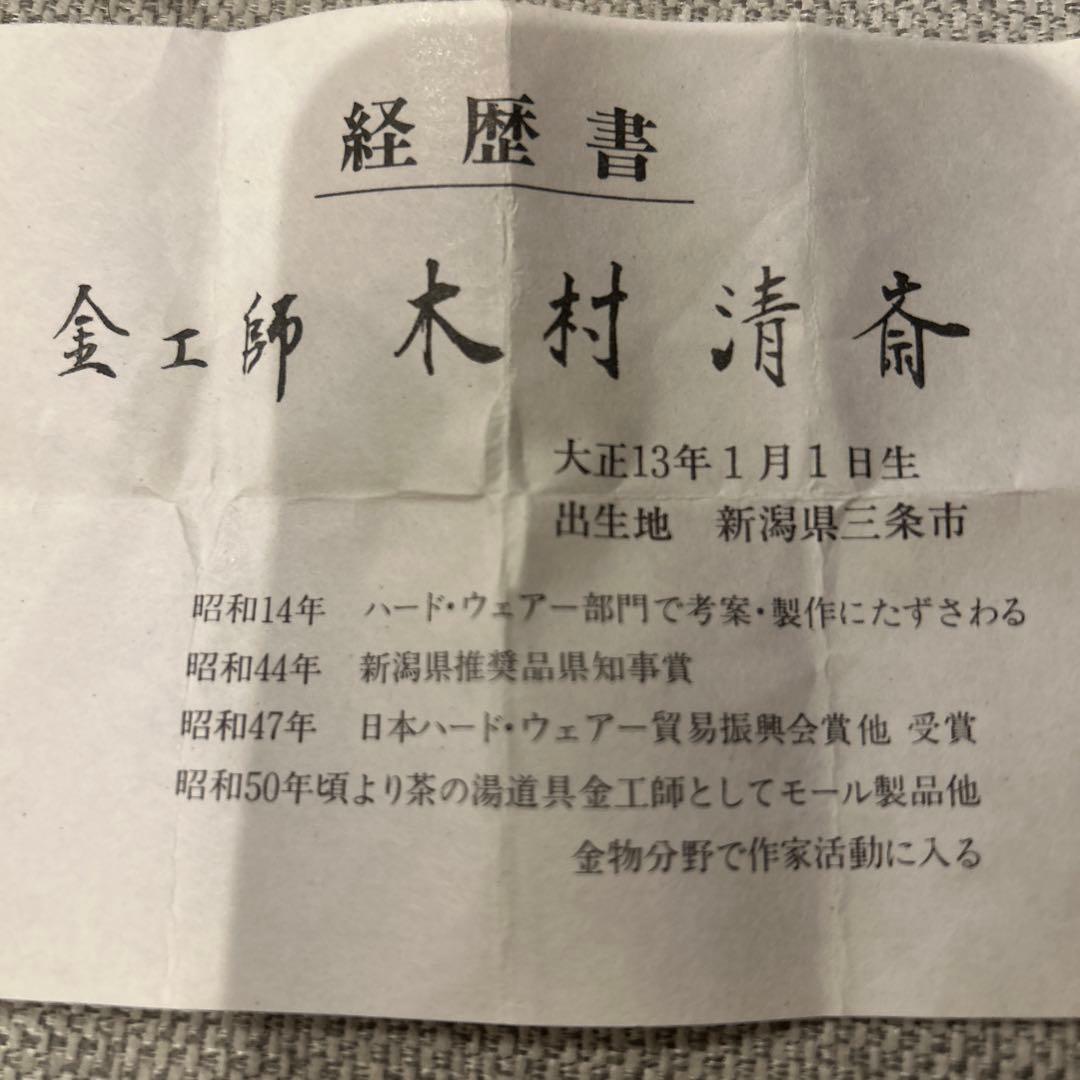 経歴書
金工師 木村清斎
大正13年1月1日生
出生地 新潟県三条市
昭和14年 ハード・ウェアー部門で考案・製作にたずさわる
昭和44年 新潟県推奨品県知事賞
昭和47年 日本ハード・ウェアー貿易振興会賞他 受賞
昭和50年頃より茶の湯道具金工師としてモール製品他
金物分野で作家活動に入る